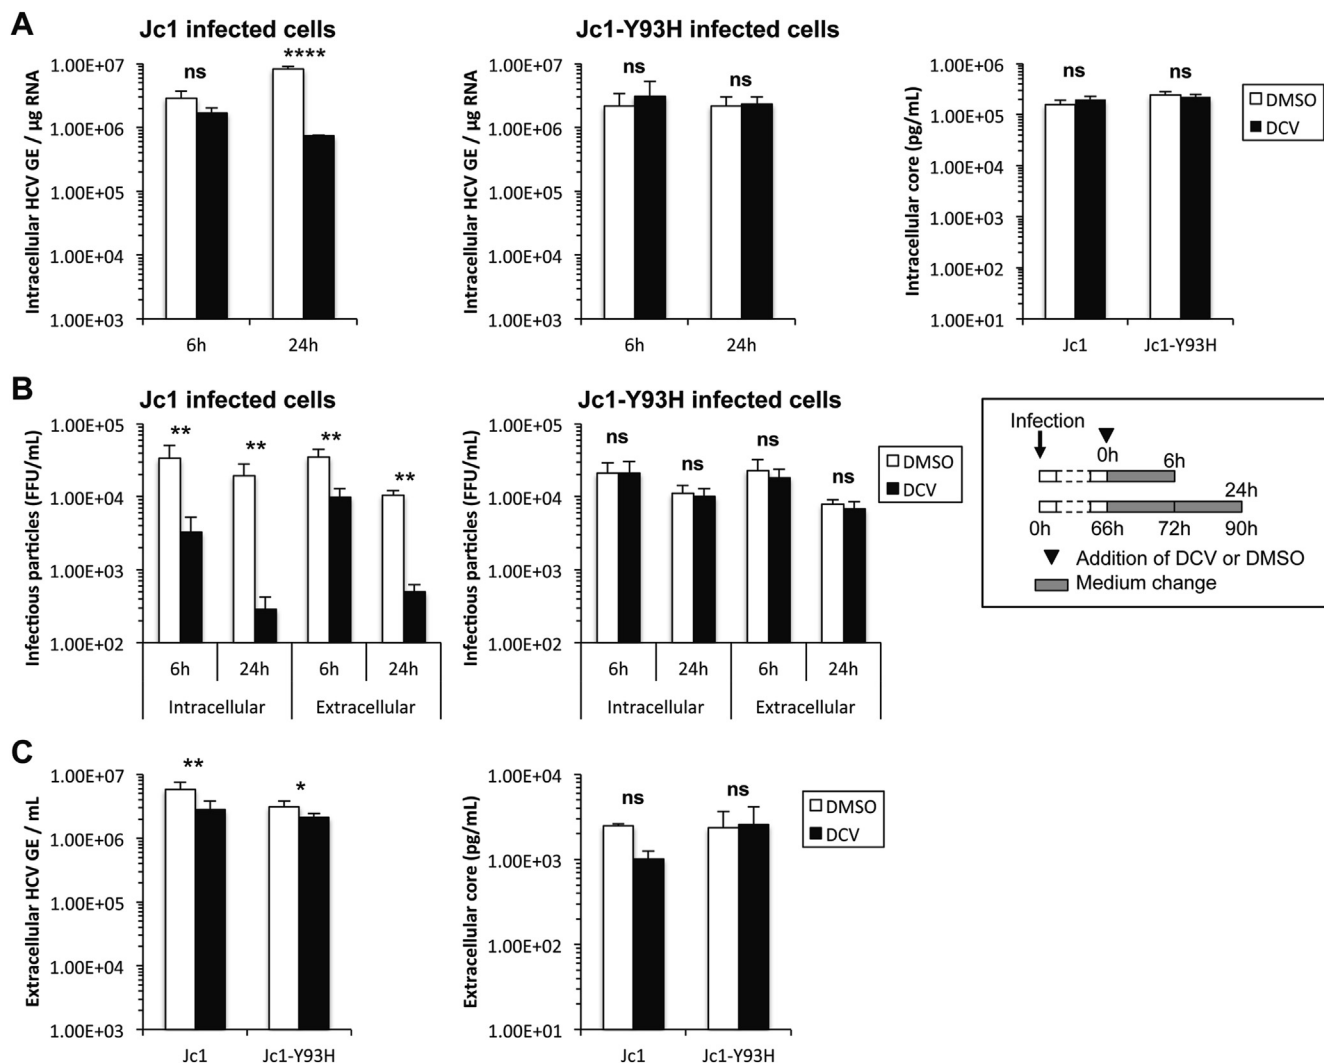 A
Jc1 infected cells
Intracellular HCV GE / µg RNA
1.00E+07
1.00E+06
1.00E+05
1.00E+04
1.00E+03
ns
****
6h
24h
Jc1-Y93H infected cells
Intracellular HCV GE / µg RNA
1.00E+07
1.00E+06
1.00E+05
1.00E+04
1.00E+03
ns
ns
6h
24h
Intracellular core (pg/mL)
1.00E+06
1.00E+05
1.00E+04
1.00E+03
1.00E+02
1.00E+01
ns
ns
Jc1
Jc1-Y93H
DMSO
DCV
B
Jc1 infected cells
Infectious particles (FFU/mL)
1.00E+05
1.00E+04
1.00E+03
1.00E+02
**
**
**
**
6h
24h
6h
24h
Intracellular
Extracellular
Jc1-Y93H infected cells
Infectious particles (FFU/mL)
1.00E+05
1.00E+04
1.00E+03
1.00E+02
ns
ns
ns
ns
6h
24h
6h
24h
Intracellular
Extracellular
DMSO
DCV
Infection
0h
6h
24h
0h
66h
72h
90h
Addition of DCV or DMSO
Medium change
C
Extracellular HCV GE / mL
1.00E+07
1.00E+06
1.00E+05
1.00E+04
1.00E+03
**
*
Jc1
Jc1-Y93H
Extracellular core (pg/mL)
1.00E+04
1.00E+03
1.00E+02
1.00E+01
ns
ns
Jc1
Jc1-Y93H
DMSO
DCV